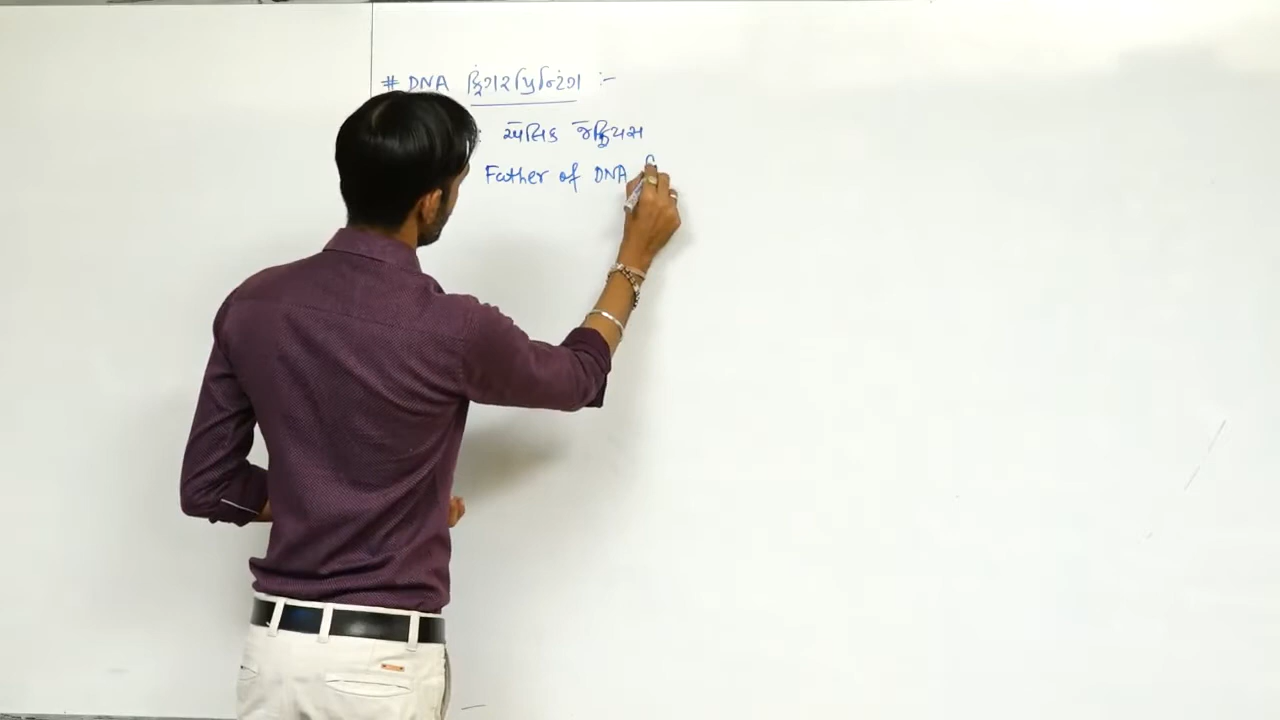 # DNA ફિંગરપ્રિન્ટિંગ :-
એલિક જેફ્રિયસ
Father of DNA